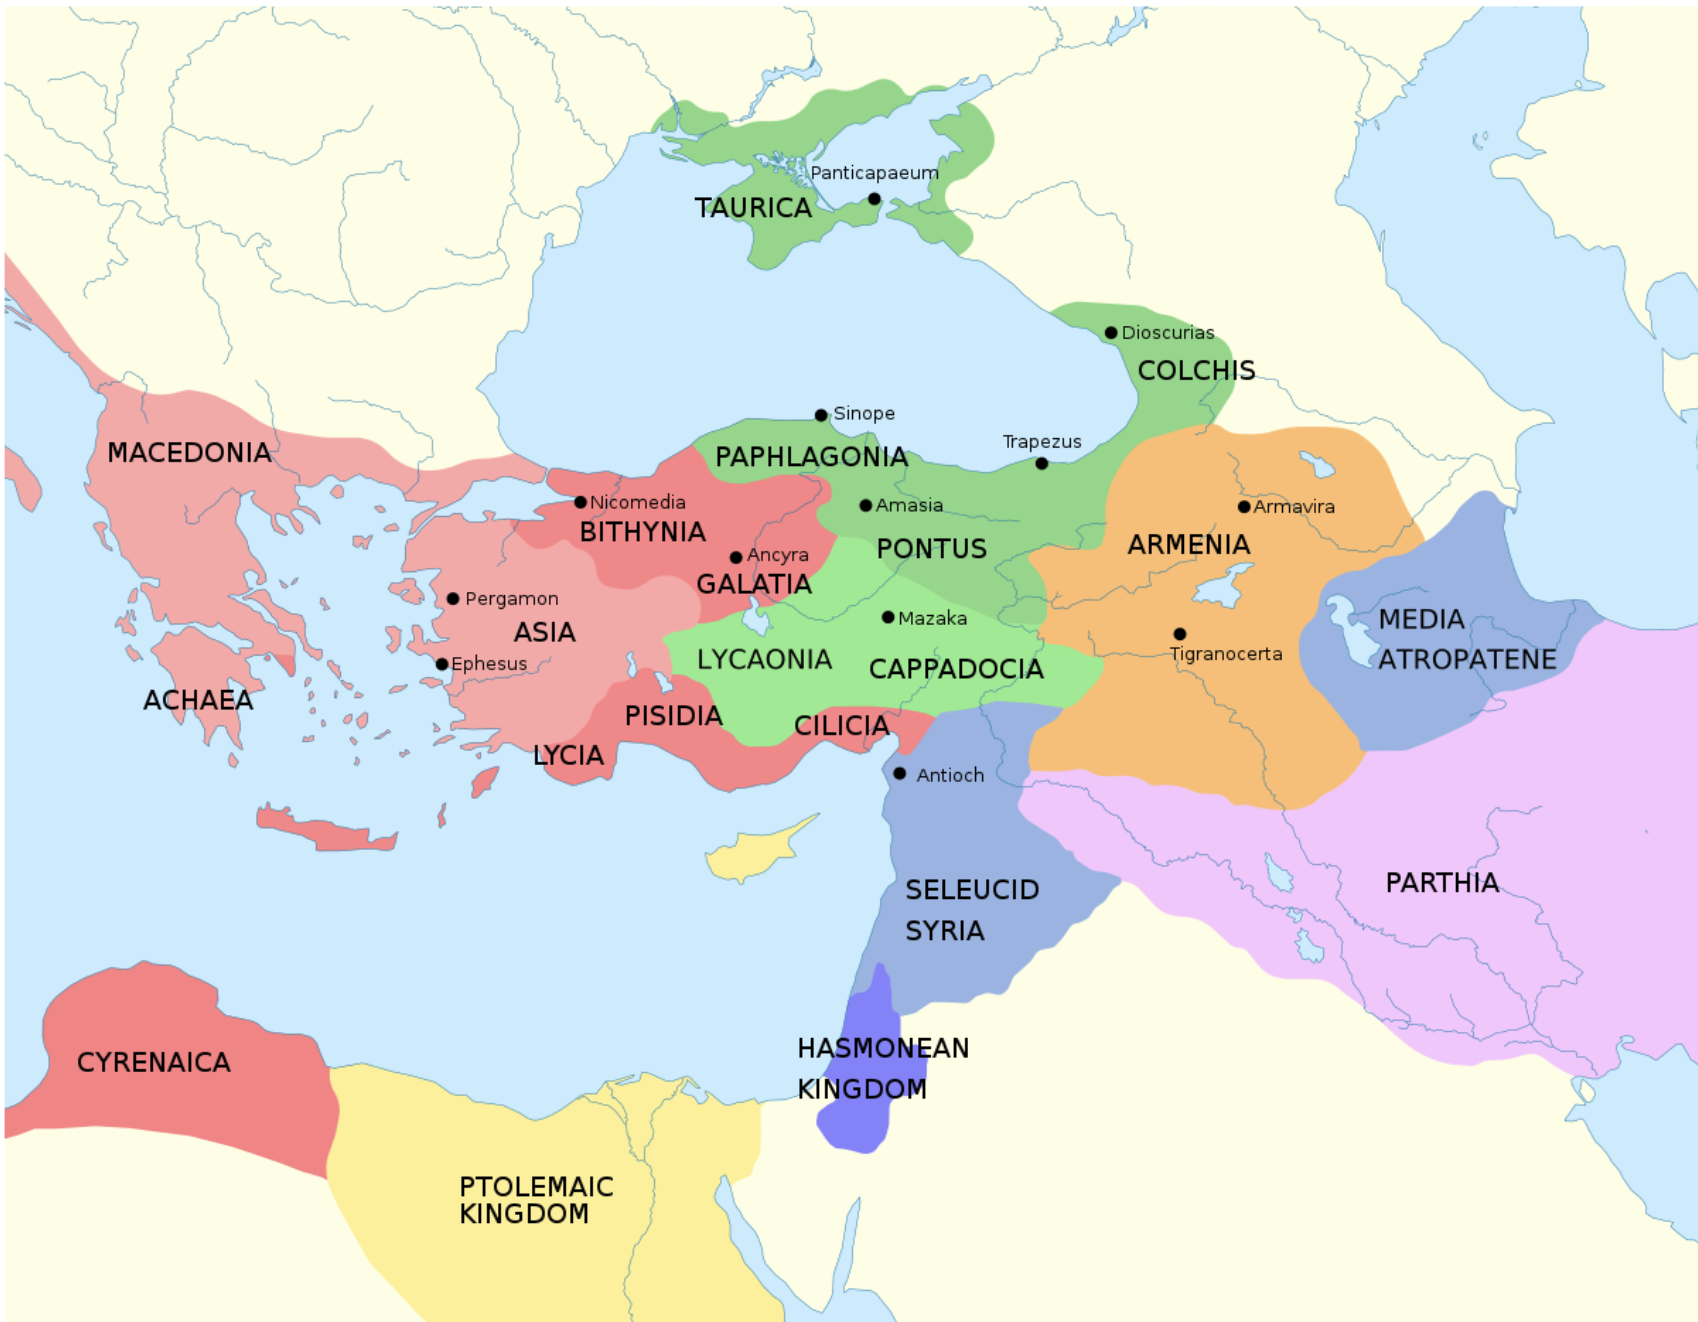 Panticapaeum
TAURICA
Dioscurias
COLCHIS
Sinope
Trapezus
MACEDONIA
PAPHLAGONIA
Nicomedia
Amasia
Armavira
BITHYNIA
PONTUS
ARMENIA
Ancyra
GALATIA
Pergamon
ASIA
Mazaka
MEDIA
ATROPATENE
Ephesus
LYCAONIA
CAPPADOCIA
Tigranocerta
ACHAEA
PISIDIA
CILICIA
LYCIA
Antioch
SELEUCID
SYRIA
PARTHIA
CYRENAICA
HASMONEAN
KINGDOM
PTOLEMAIC
KINGDOM